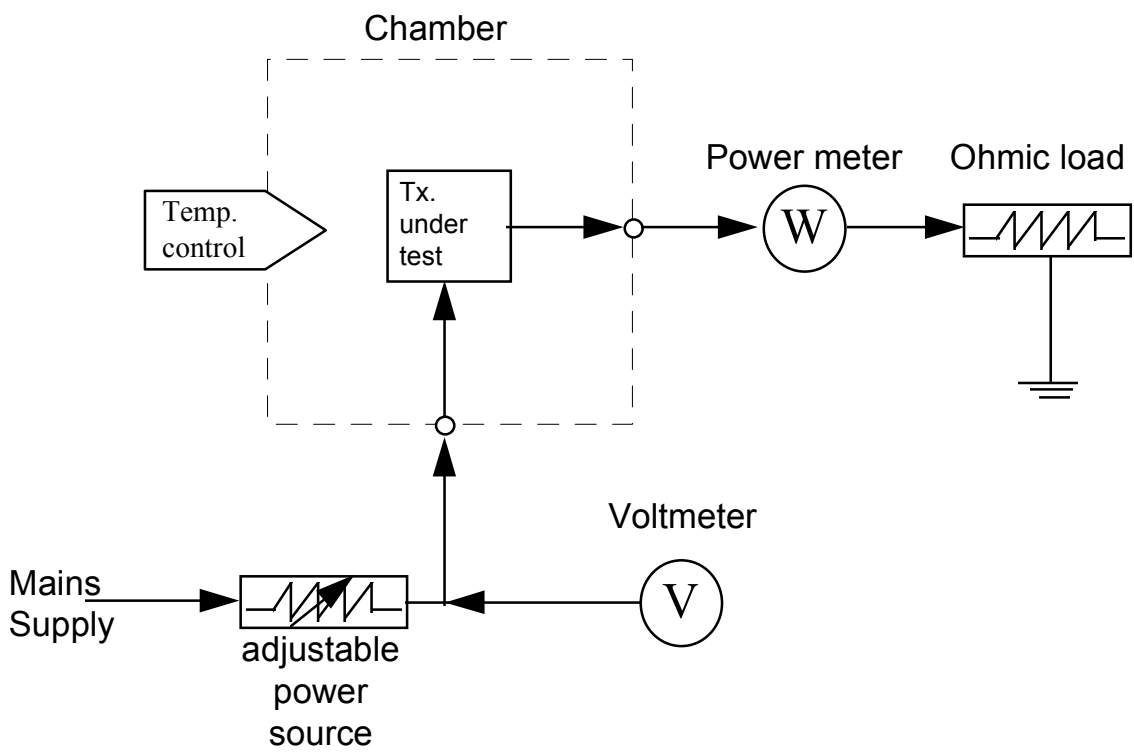 Chamber
Power meter
Ohmic load
Temp.
control
Tx.
under
test
W
Voltmeter
V
Mains
Supply
adjustable
power
source